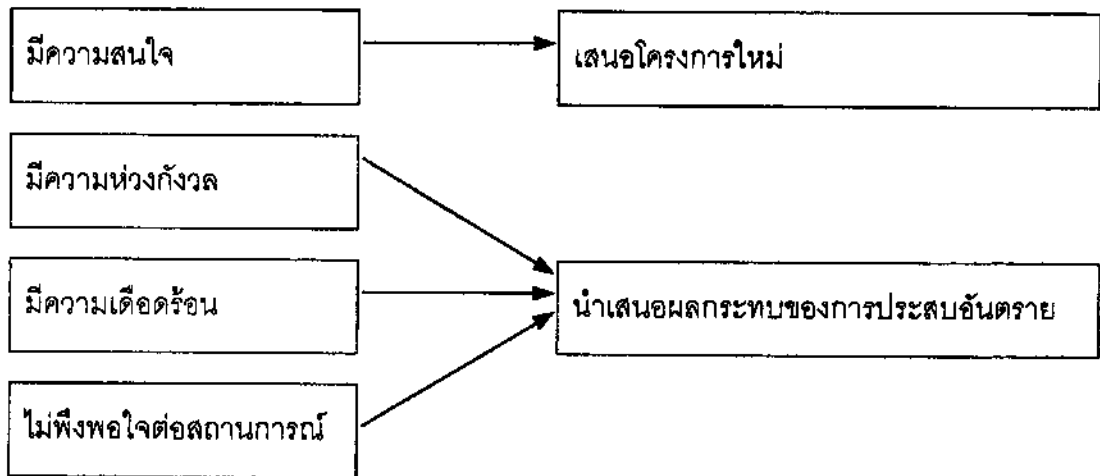 มีความสนใจ
เสนอโครงการใหม่
มีความห่วงกังวล
มีความเดือดร้อน
นำเสนอผลกระทบของการประสบอันตราย
ไม่พึงพอใจต่อสถานการณ์